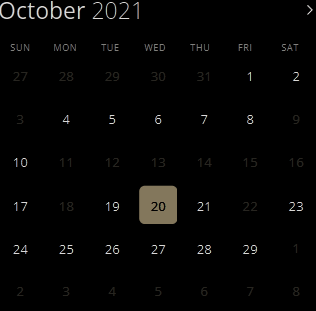 October 2021 >
SUN MON TUE WED THU FRI SAT
27 28 29 30 31 1 2
3 4 5 6 7 8 9
10 11 12 13 14 15 16
17 18 19 20 21 22 23
24 25 26 27 28 29 1
2 3 4 5 6 7 8